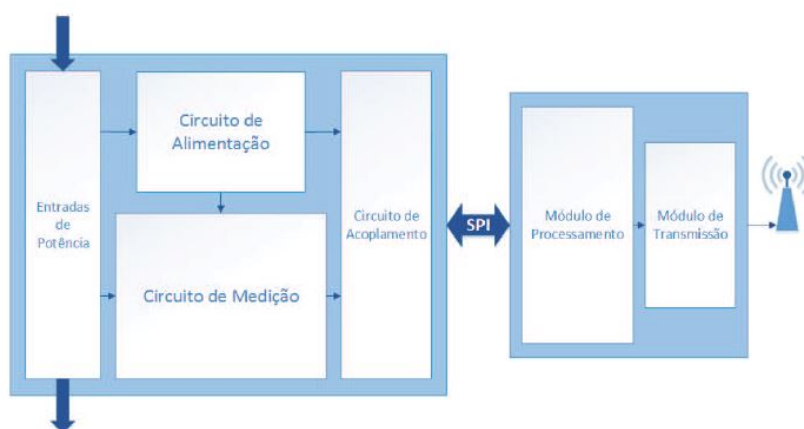 Entradas
de
Potência
Circuito de
Alimentação
Circuito de Medição
Circuito de
Acoplamento
SPI
Módulo de
Processamento
Módulo de
Transmissão